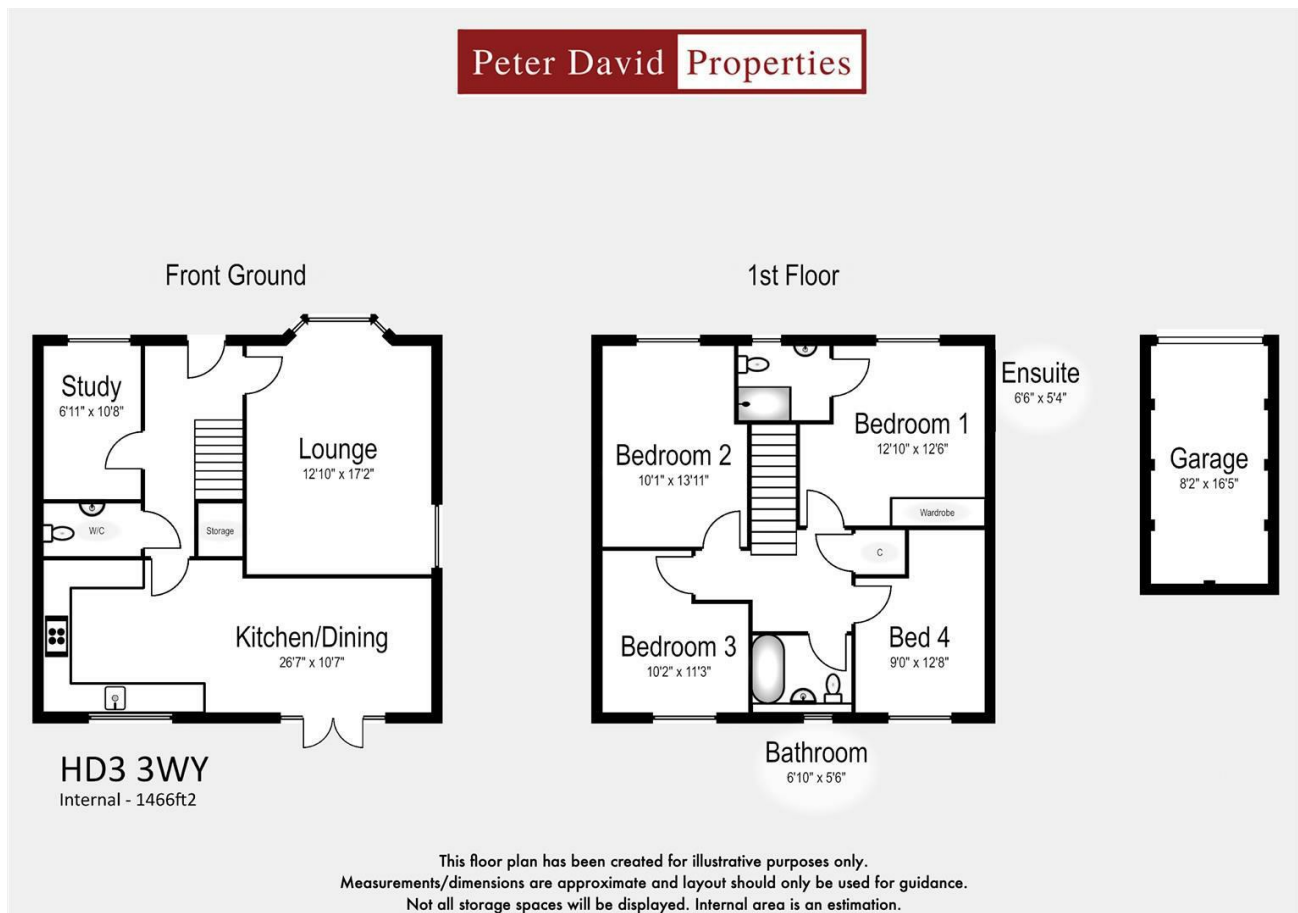 Peter David Properties
Front Ground
1st Floor
Study
6'11" x 10'8"
Lounge
12'10" x 17'2"
W/C
Storage
Kitchen/Dining
26'7" x 10'7"
HD3 3WY
Internal - 1466ft2
Bedroom 2
10'1" x 13'11"
Bedroom 1
12'10" x 12'6"
Wardrobe
Ensuite
6'6" x 5'4"
C
Bedroom 3
10'2" x 11'3"
Bed 4
9'0" x 12'8"
Bathroom
6'10" x 5'6"
Garage
8'2" x 16'5"
This floor plan has been created for illustrative purposes only.
Measurements/dimensions are approximate and layout should only be used for guidance.
Not all storage spaces will be displayed. Internal area is an estimation.